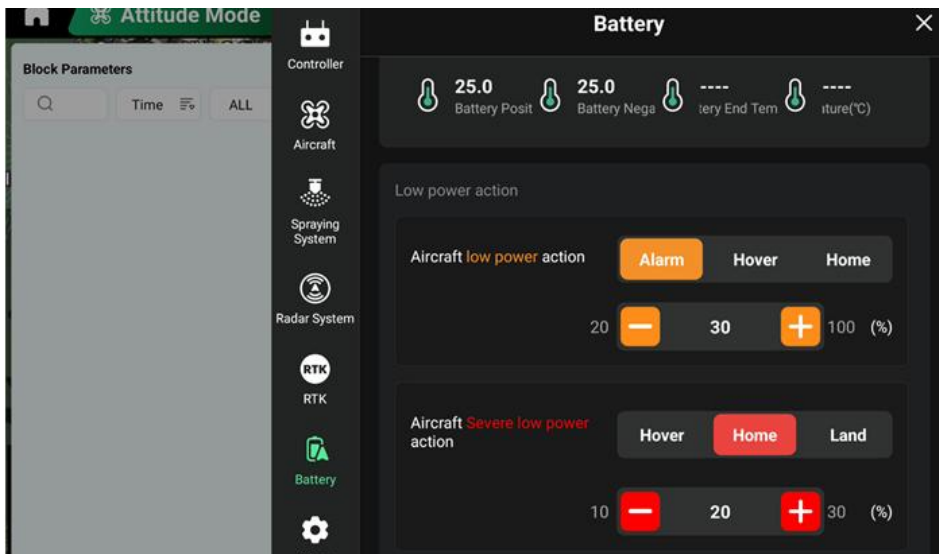 Attitude Mode
Block Parameters
Time
ALL
Controller
Aircraft
Spraying
System
Radar System
RTK
RTK
Battery
Battery
25.0
Battery Posit
25.0
Battery Nega
----
tery End Tem
----
iture(°C)
Low power action
Aircraft low power action
Alarm Hover Home
20 30 100 (%)
Aircraft Severe low power
action
Hover Home Land
10 20 30 (%)